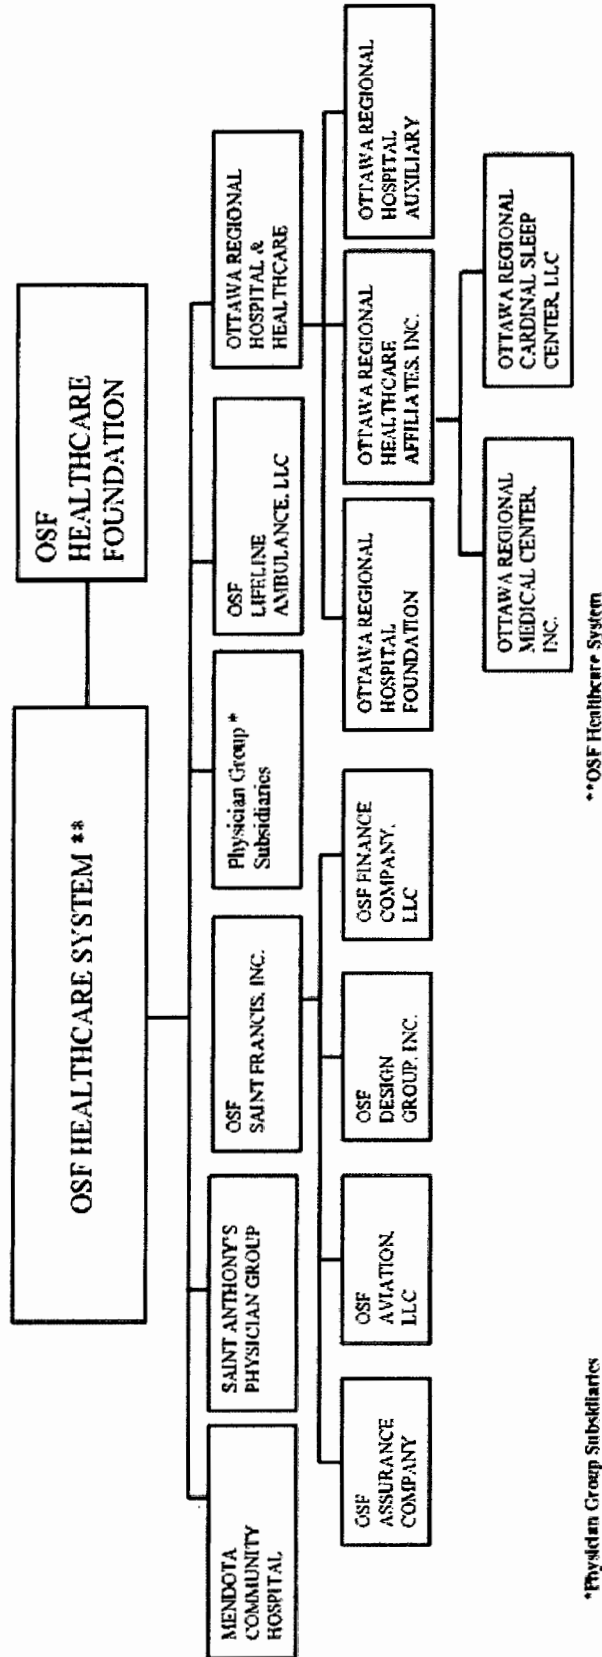 OSF HEALTHCARE SYSTEM **
OSF
HEALTHCARE
FOUNDATION
MENDOTA
COMMUNITY
HOSPITAL
SAINT ANTHONY'S
PHYSICIAN GROUP
OSF
SAINT FRANCIS, INC.
Physician Group *
Subsidiaries
OSF
LIFELINE
AMBULANCE, LLC
OTTAWA REGIONAL
HOSPITAL &
HEALTHCARE
OSF
ASSURANCE
COMPANY
OSF
AVIATION,
LLC
OSF
DESIGN
GROUP, INC.
OSF FINANCE
COMPANY,
LLC
OTTAWA REGIONAL
HOSPITAL
FOUNDATION
OTTAWA REGIONAL
HEALTHCARE
AFFILIATES, INC.
OTTAWA REGIONAL
HOSPITAL
AUXILIARY
OTTAWA REGIONAL
MEDICAL CENTER,
INC.
OTTAWA REGIONAL
CARDINAL SLEEP
CENTER, LLC
*Physician Group Subsidiaries
**OSF Healthcare System